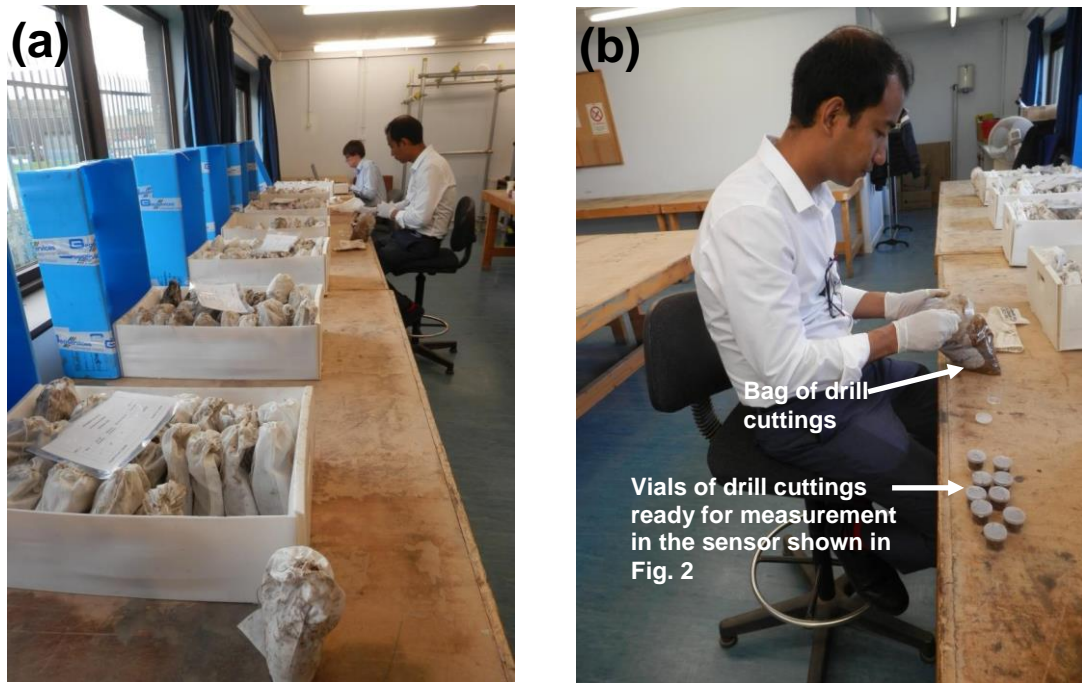 (a)
(b)
Bag of drill
cuttings
Vials of drill cuttings
ready for measurement
in the sensor shown in
Fig. 2